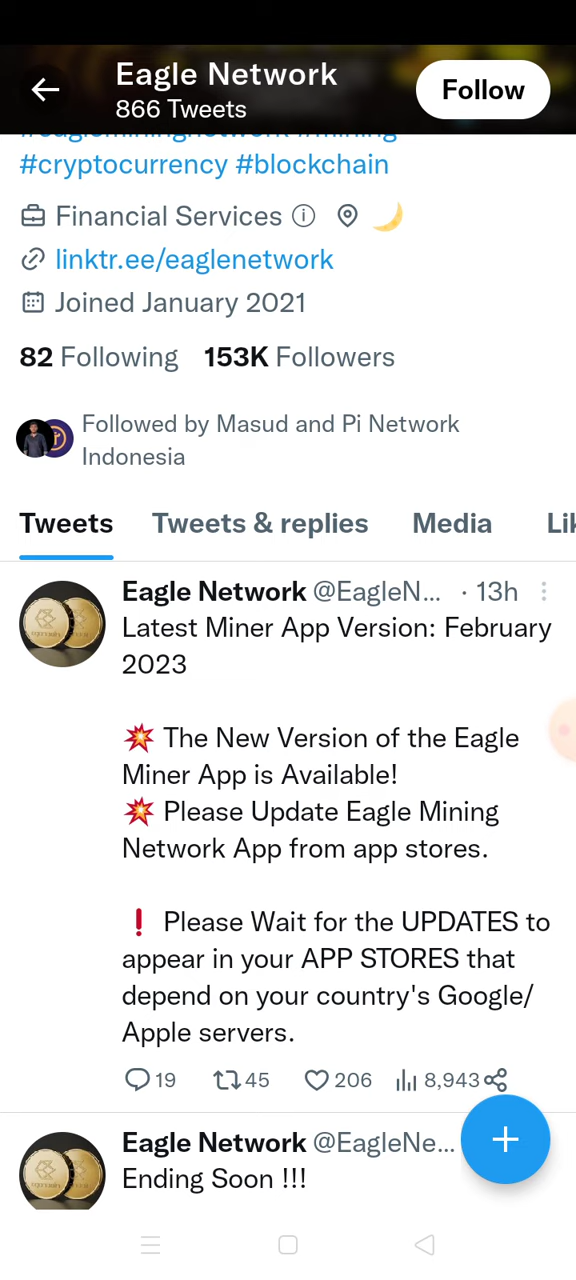 Eagle Network
866 Tweets
Follow
#eagleminingnetwork #mining
#cryptocurrency #blockchain
Financial Services
linktr.ee/eaglenetwork
Joined January 2021
82 Following 153K Followers
Followed by Masud and Pi Network
Indonesia
Tweets Tweets & replies Media Lik
Eagle Network @EagleN... · 13h
Latest Miner App Version: February
2023
💥 The New Version of the Eagle
Miner App is Available!
💥 Please Update Eagle Mining
Network App from app stores.
❗ Please Wait for the UPDATES to
appear in your APP STORES that
depend on your country's Google/
Apple servers.
19 45 206 8,943
Eagle Network @EagleNe...
Ending Soon !!!